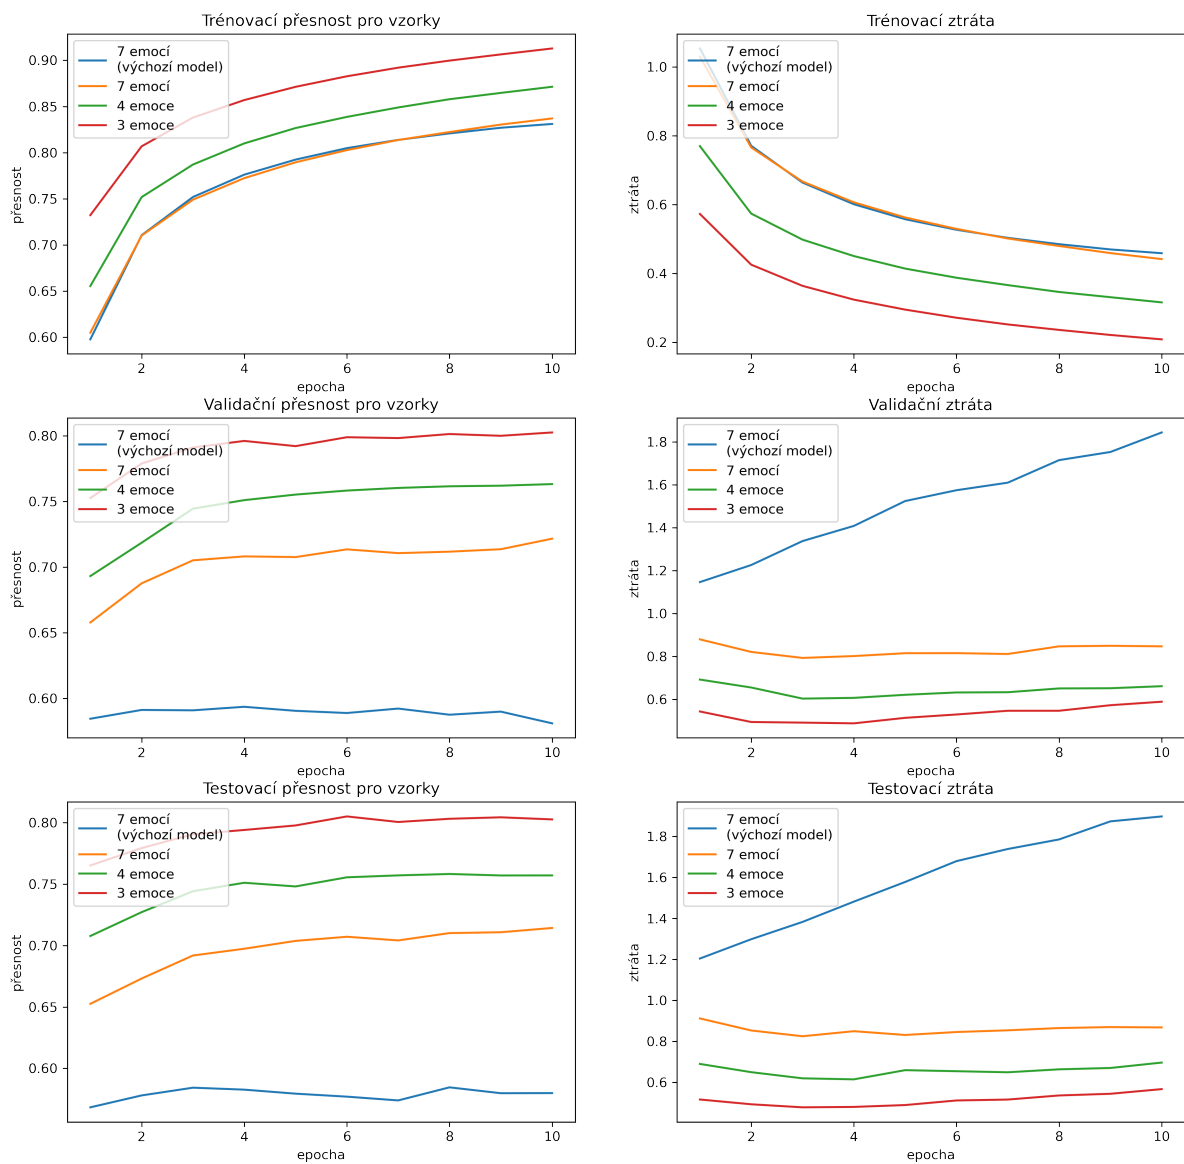 Trénovací přesnost pro vzorky
přesnost
0.90
0.85
0.80
0.75
0.70
0.65
0.60
7 emocí
(výchozí model)
7 emocí
4 emoce
3 emoce
2 4 6 8 10
epocha
Trénovací ztráta
ztráta
1.0
0.8
0.6
0.4
0.2
7 emocí
(výchozí model)
7 emocí
4 emoce
3 emoce
2 4 6 8 10
epocha
Validační přesnost pro vzorky
přesnost
0.80
0.75
0.70
0.65
0.60
7 emocí
(výchozí model)
7 emocí
4 emoce
3 emoce
2 4 6 8 10
epocha
Validační ztráta
ztráta
1.8
1.6
1.4
1.2
1.0
0.8
0.6
7 emocí
(výchozí model)
7 emocí
4 emoce
3 emoce
2 4 6 8 10
epocha
Testovací přesnost pro vzorky
přesnost
0.80
0.75
0.70
0.65
0.60
7 emocí
(výchozí model)
7 emocí
4 emoce
3 emoce
2 4 6 8 10
epocha
Testovací ztráta
ztráta
1.8
1.6
1.4
1.2
1.0
0.8
0.6
7 emocí
(výchozí model)
7 emocí
4 emoce
3 emoce
2 4 6 8 10
epocha